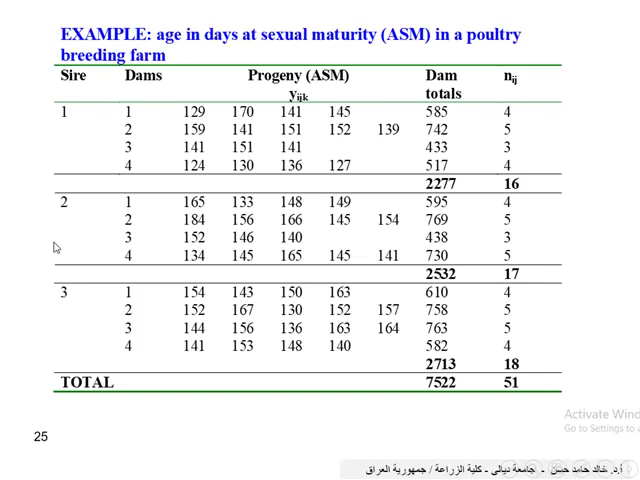 EXAMPLE: age in days at sexual maturity (ASM) in a poultry
breeding farm
Sire Dams Progeny (ASM) Dam nᵢⱼ
yᵢⱼₖ totals
1 1 129 170 141 145 585 4
2 159 141 151 152 139 742 5
3 141 151 141 433 3
4 124 130 136 127 517 4
2277 16
2 1 165 133 148 149 595 4
2 184 156 166 145 154 769 5
3 152 146 140 438 3
4 134 145 165 145 141 730 5
2532 17
3 1 154 143 150 163 610 4
2 152 167 130 152 157 758 5
3 144 156 136 163 164 763 5
4 141 153 148 140 582 4
2713 18
TOTAL 7522 51
Activate Wind
Go to Settings to a
25
أ.د. خالد حامد حسن - جامعة ديالى - كلية الزراعة / جمهورية العراق